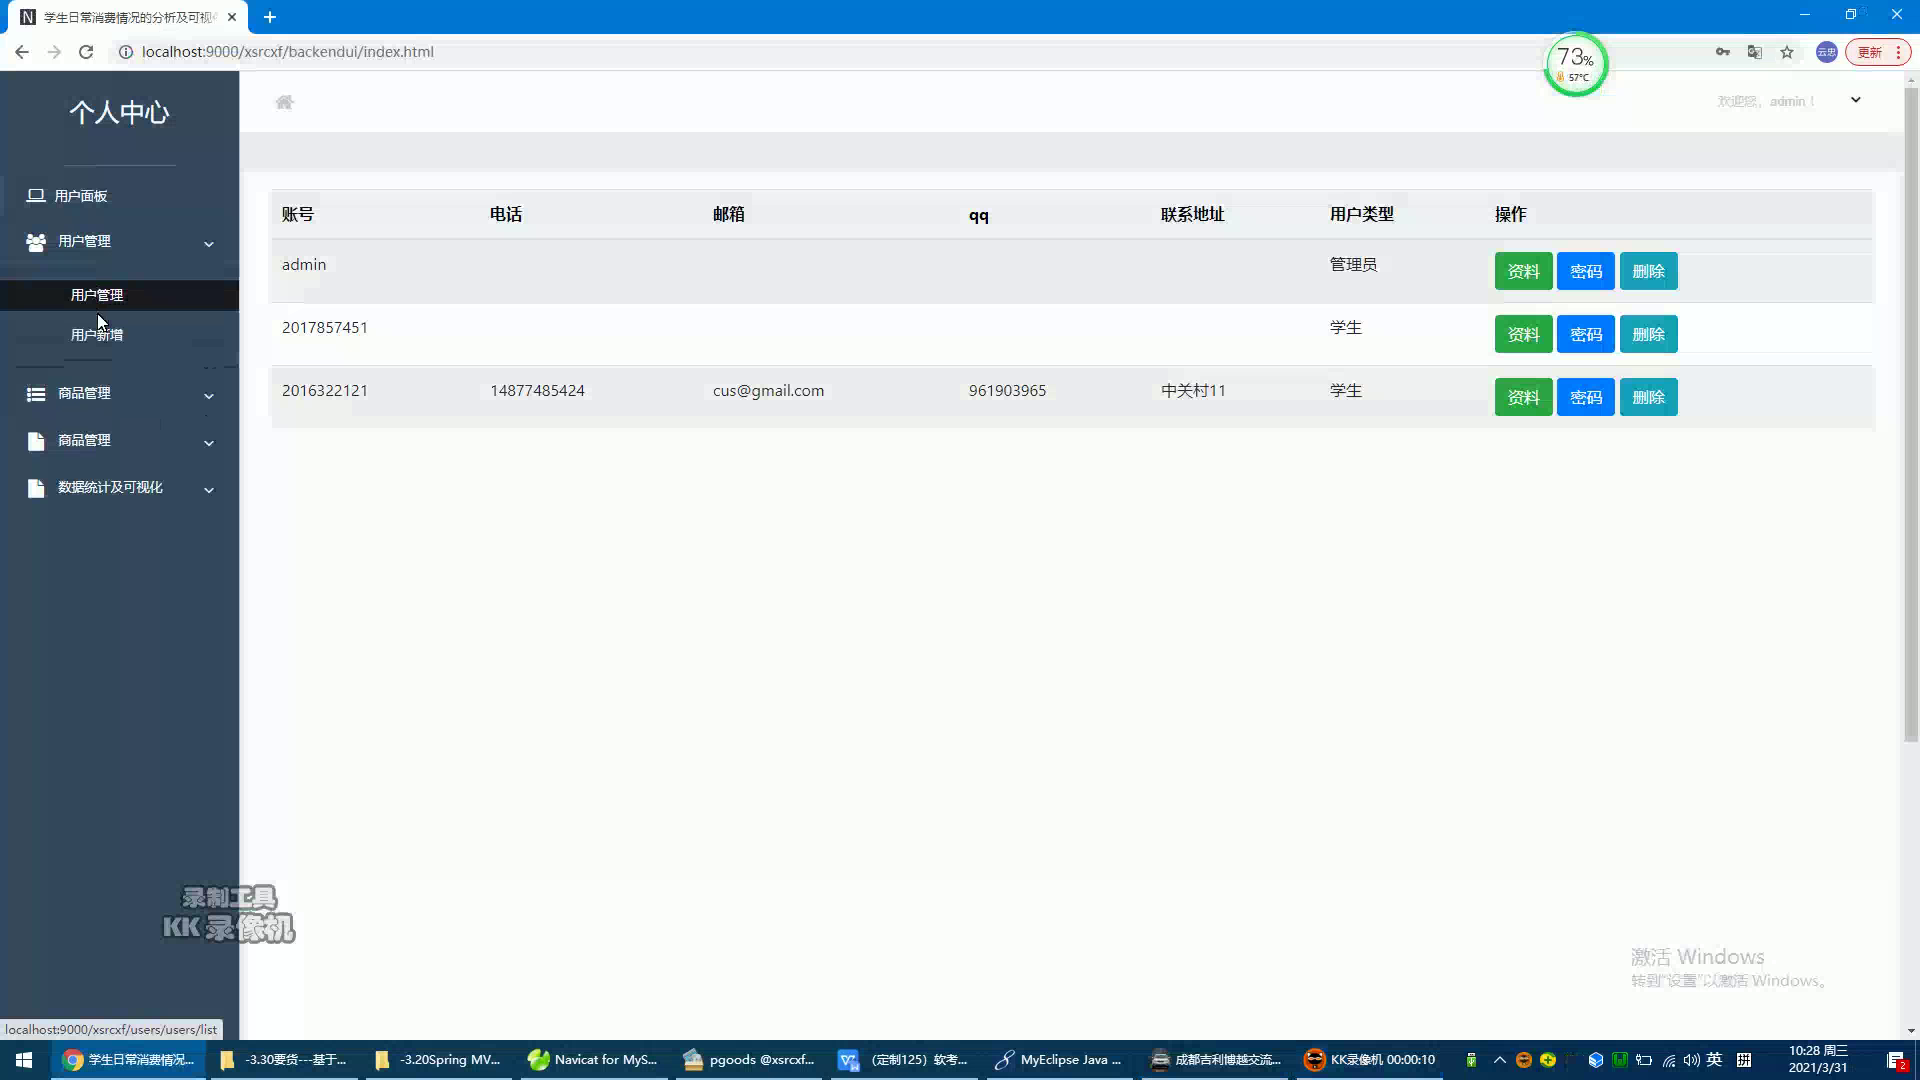 学生日常消费情况的分析及可视
localhost:9000/xsrcxf/backendui/index.html
云忠
更新
73%
57°C
个人中心
欢迎您，admin！
用户面板
用户管理
用户管理
用户新增
商品管理
商品管理
数据统计及可视化
账号 电话 邮箱 qq 联系地址 用户类型 操作
admin 管理员 资料 密码 删除
2017857451 学生 资料 密码 删除
2016322121 14877485424 cus@gmail.com 961903965 中关村11 学生 资料 密码 删除
录制工具
KK 录像机
激活 Windows
转到“设置”以激活 Windows。
localhost:9000/xsrcxf/users/users/list
学生日常消费情况... -3.30要货---基于... -3.20Spring MV... Navicat for MyS... pgoods @xsrcxf... （定制125）软考... MyEclipse Java ... 成都吉利博越交流... KK录像机 00:00:10 英 拼 10:28 周三
2021/3/31
2